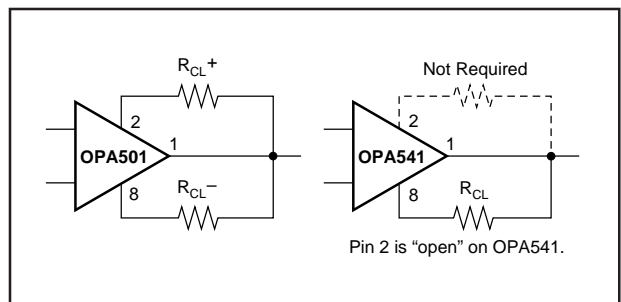 R_CL+
2
1
OPA501
8
R_CL−
Not Required
2
1
OPA541
8
R_CL
Pin 2 is “open” on OPA541.